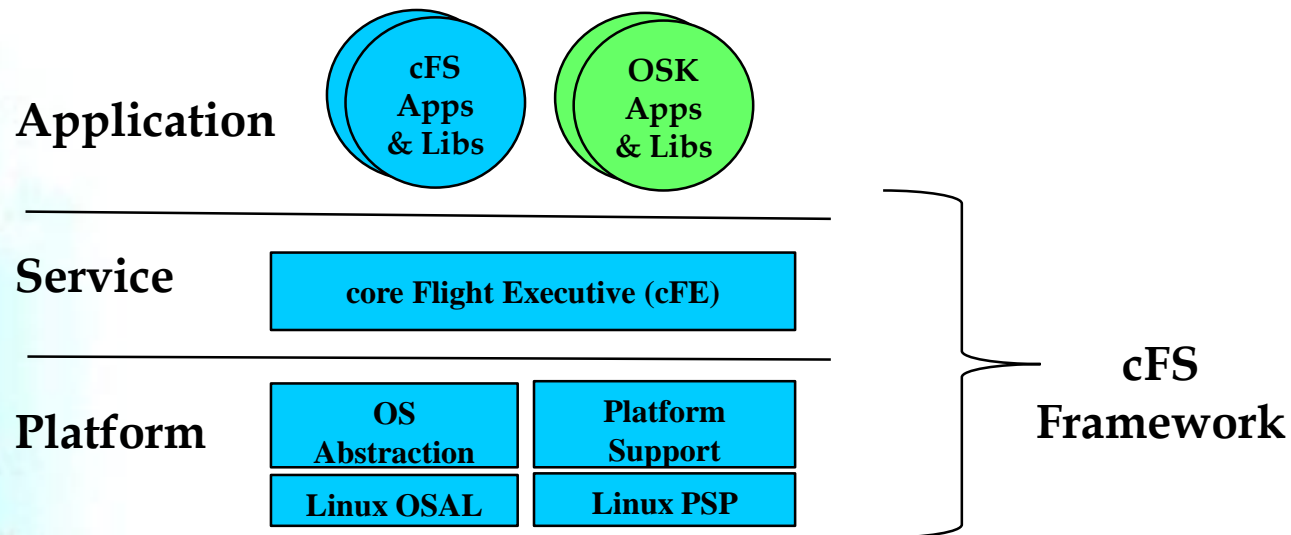 Application
cFS
Apps
& Libs
OSK
Apps
& Libs
Service
core Flight Executive (cFE)
Platform
OS
Abstraction
Platform
Support
Linux OSAL
Linux PSP
cFS
Framework